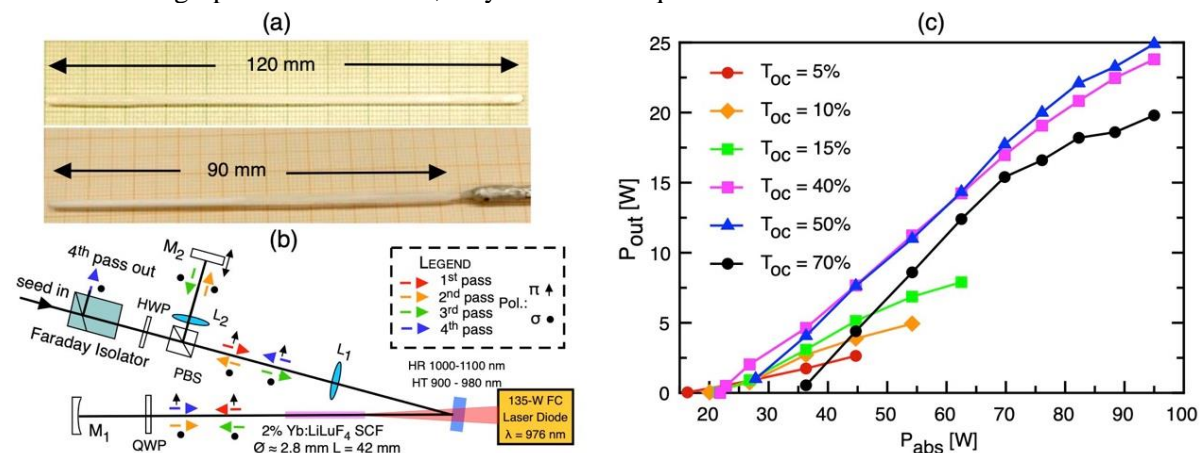 (a)
120 mm
90 mm
(b)
4th pass out
M2
seed in
HWP
L2
Faraday Isolator
PBS
L1
LEGEND
1st pass
2nd pass
3rd pass
4th pass
Pol.:
π
σ
HR 1000-1100 nm
HT 900 - 980 nm
135-W FC
Laser Diode
λ = 976 nm
M1
QWP
2% Yb:LiLuF4 SCF
Ø ≈ 2.8 mm L = 42 mm
(c)
TOC = 5%
TOC = 10%
TOC = 15%
TOC = 40%
TOC = 50%
TOC = 70%
Pout [W]
25
20
15
10
5
0
20 30 40 50 60 70 80 90 100
Pabs [W]